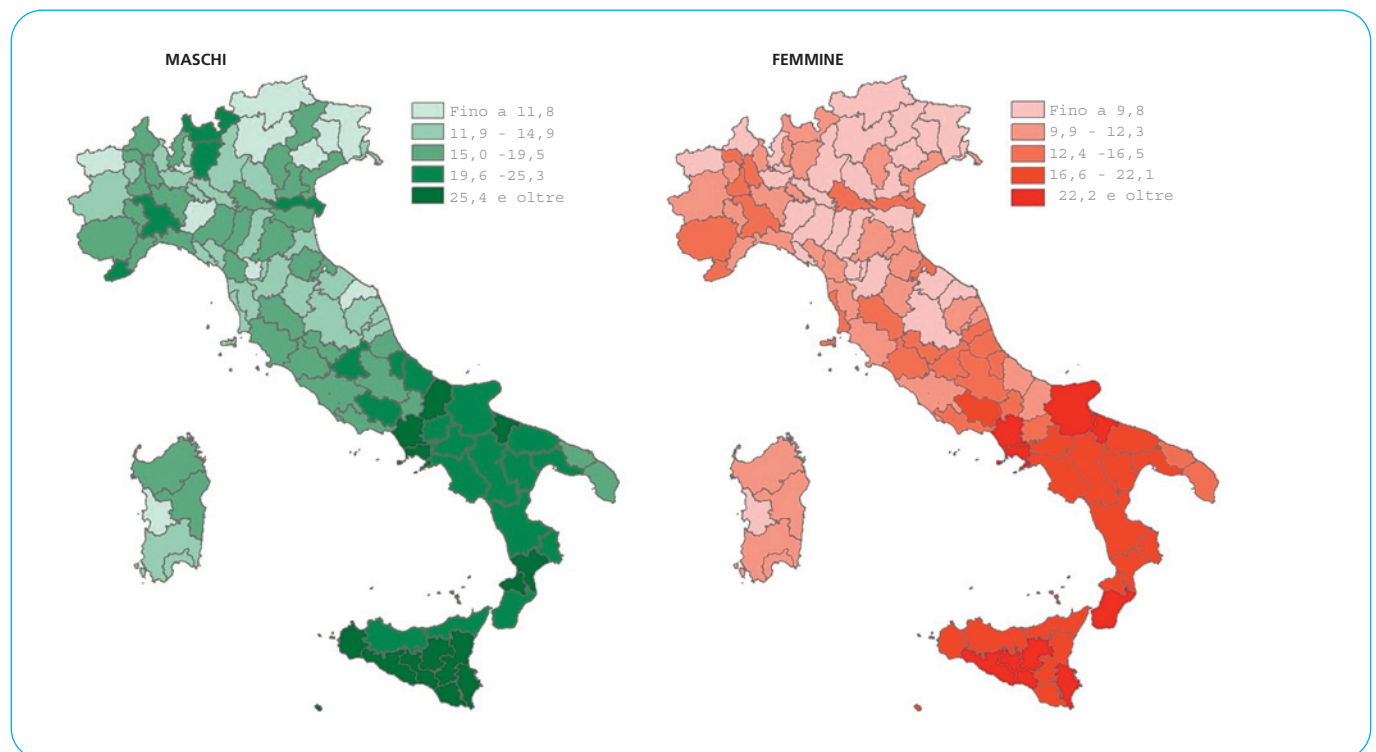 MASCHI
Fino a 11,8
11,9 - 14,9
15,0 -19,5
19,6 -25,3
25,4 e oltre
FEMMINE
Fino a 9,8
9,9 - 12,3
12,4 -16,5
16,6 - 22,1
22,2 e oltre